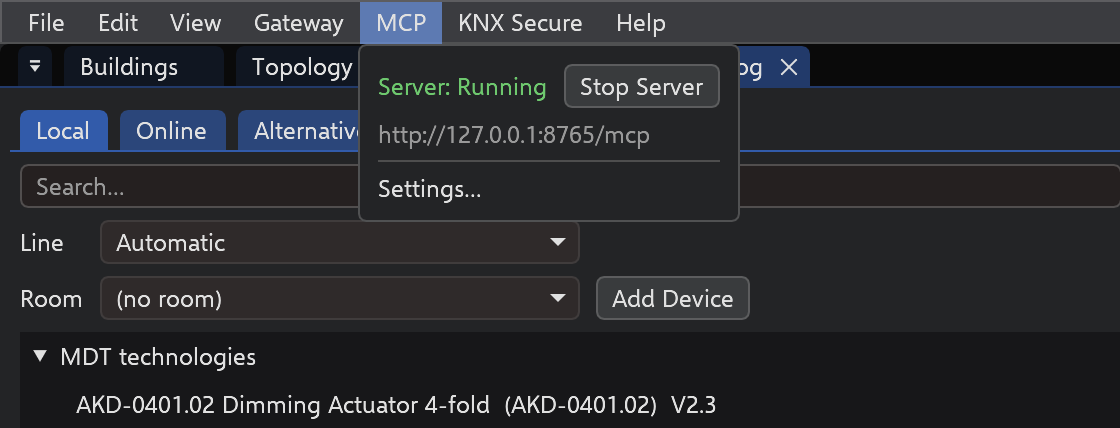 File Edit View Gateway MCP KNX Secure Help
Buildings Topology og
Server: Running Stop Server
Local Online
http://127.0.0.1:8765/mcp
Search...
Settings...
Line Automatic
Room (no room) Add Device
MDT technologies
AKD-0401.02 Dimming Actuator 4-fold (AKD-0401.02) V2.3